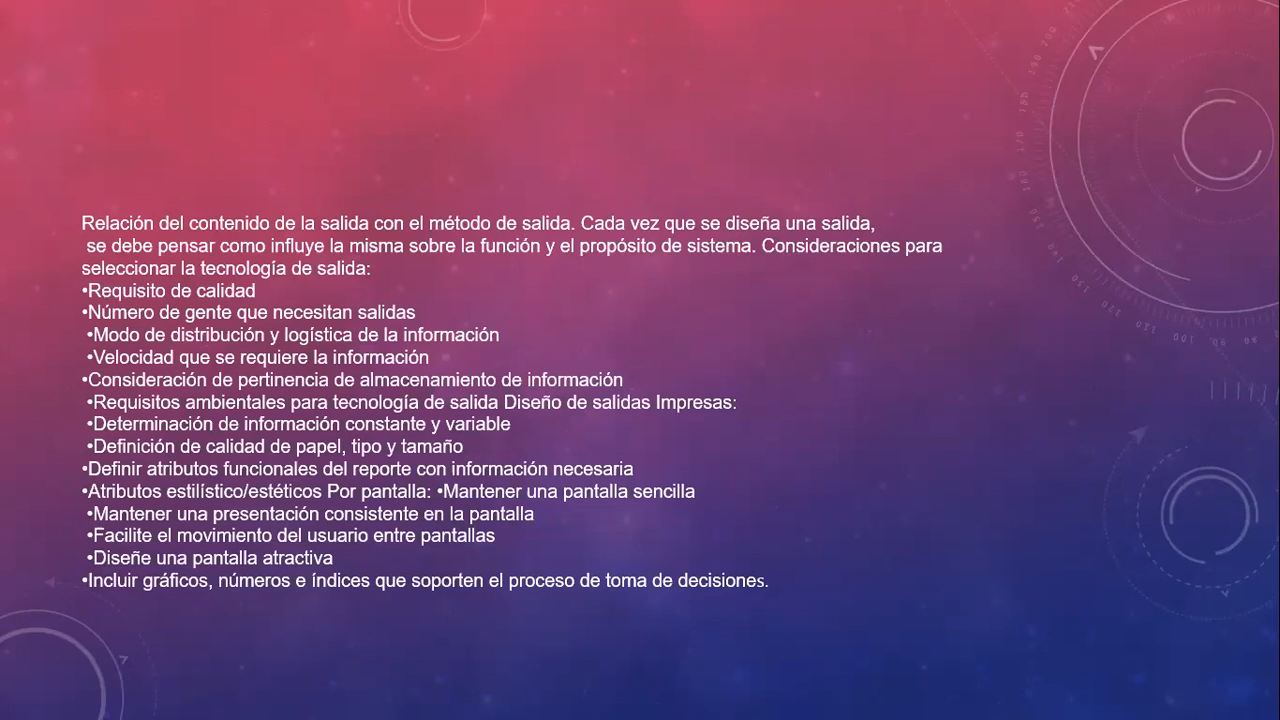 Relación del contenido de la salida con el método de salida. Cada vez que se diseña una salida,
se debe pensar como influye la misma sobre la función y el propósito de sistema. Consideraciones para
seleccionar la tecnología de salida:
•Requisito de calidad
•Número de gente que necesitan salidas
•Modo de distribución y logística de la información
•Velocidad que se requiere la información
•Consideración de pertinencia de almacenamiento de información
•Requisitos ambientales para tecnología de salida Diseño de salidas Impresas:
•Determinación de información constante y variable
•Definición de calidad de papel, tipo y tamaño
•Definir atributos funcionales del reporte con información necesaria
•Atributos estilístico/estéticos Por pantalla: •Mantener una pantalla sencilla
•Mantener una presentación consistente en la pantalla
•Facilite el movimiento del usuario entre pantallas
•Diseñe una pantalla atractiva
•Incluir gráficos, números e índices que soporten el proceso de toma de decisiones.